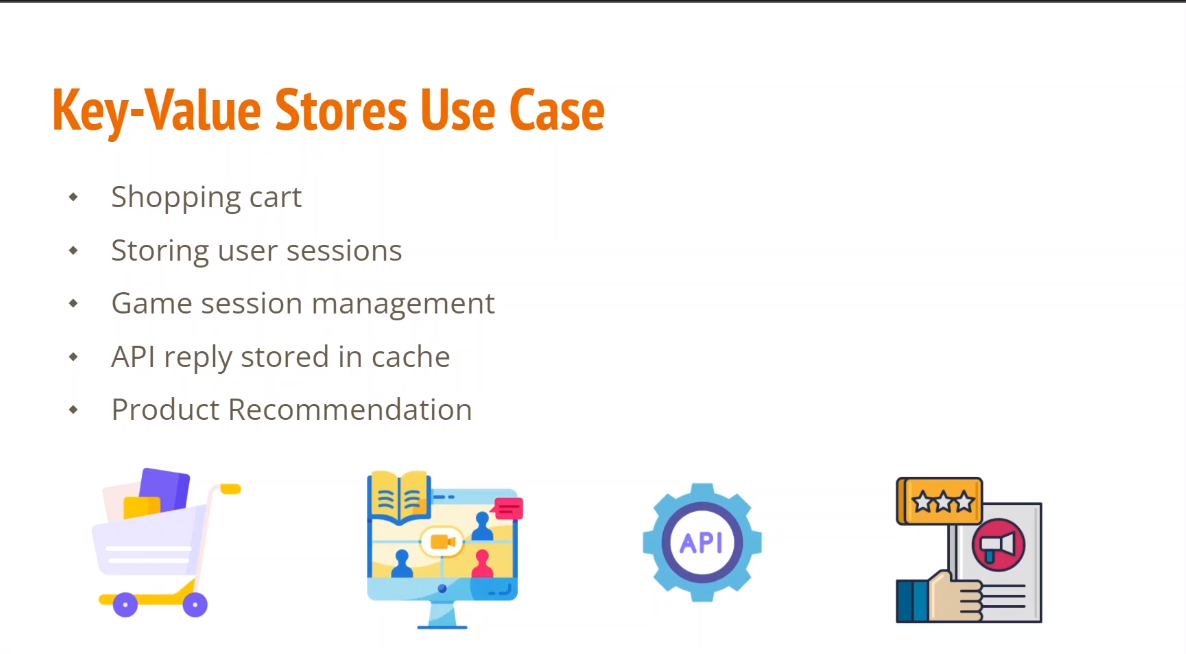 Key-Value Stores Use Case
Shopping cart
Storing user sessions
Game session management
API reply stored in cache
Product Recommendation
API